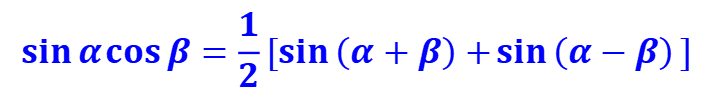 sin α cos β = 1/2 [sin (α + β) + sin (α − β) ]